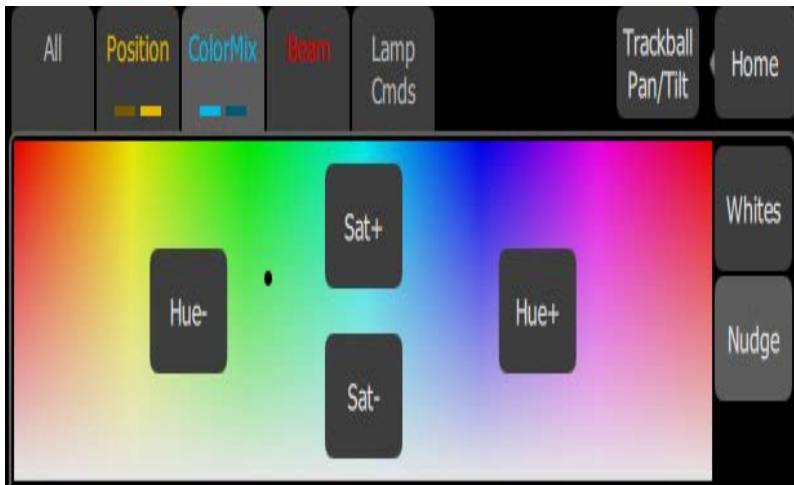 All
Position
ColorMix
Beam
Lamp
Cmds
Trackball
Pan/Tilt
Home
Sat+
Whites
Hue-
Hue+
Nudge
Sat-